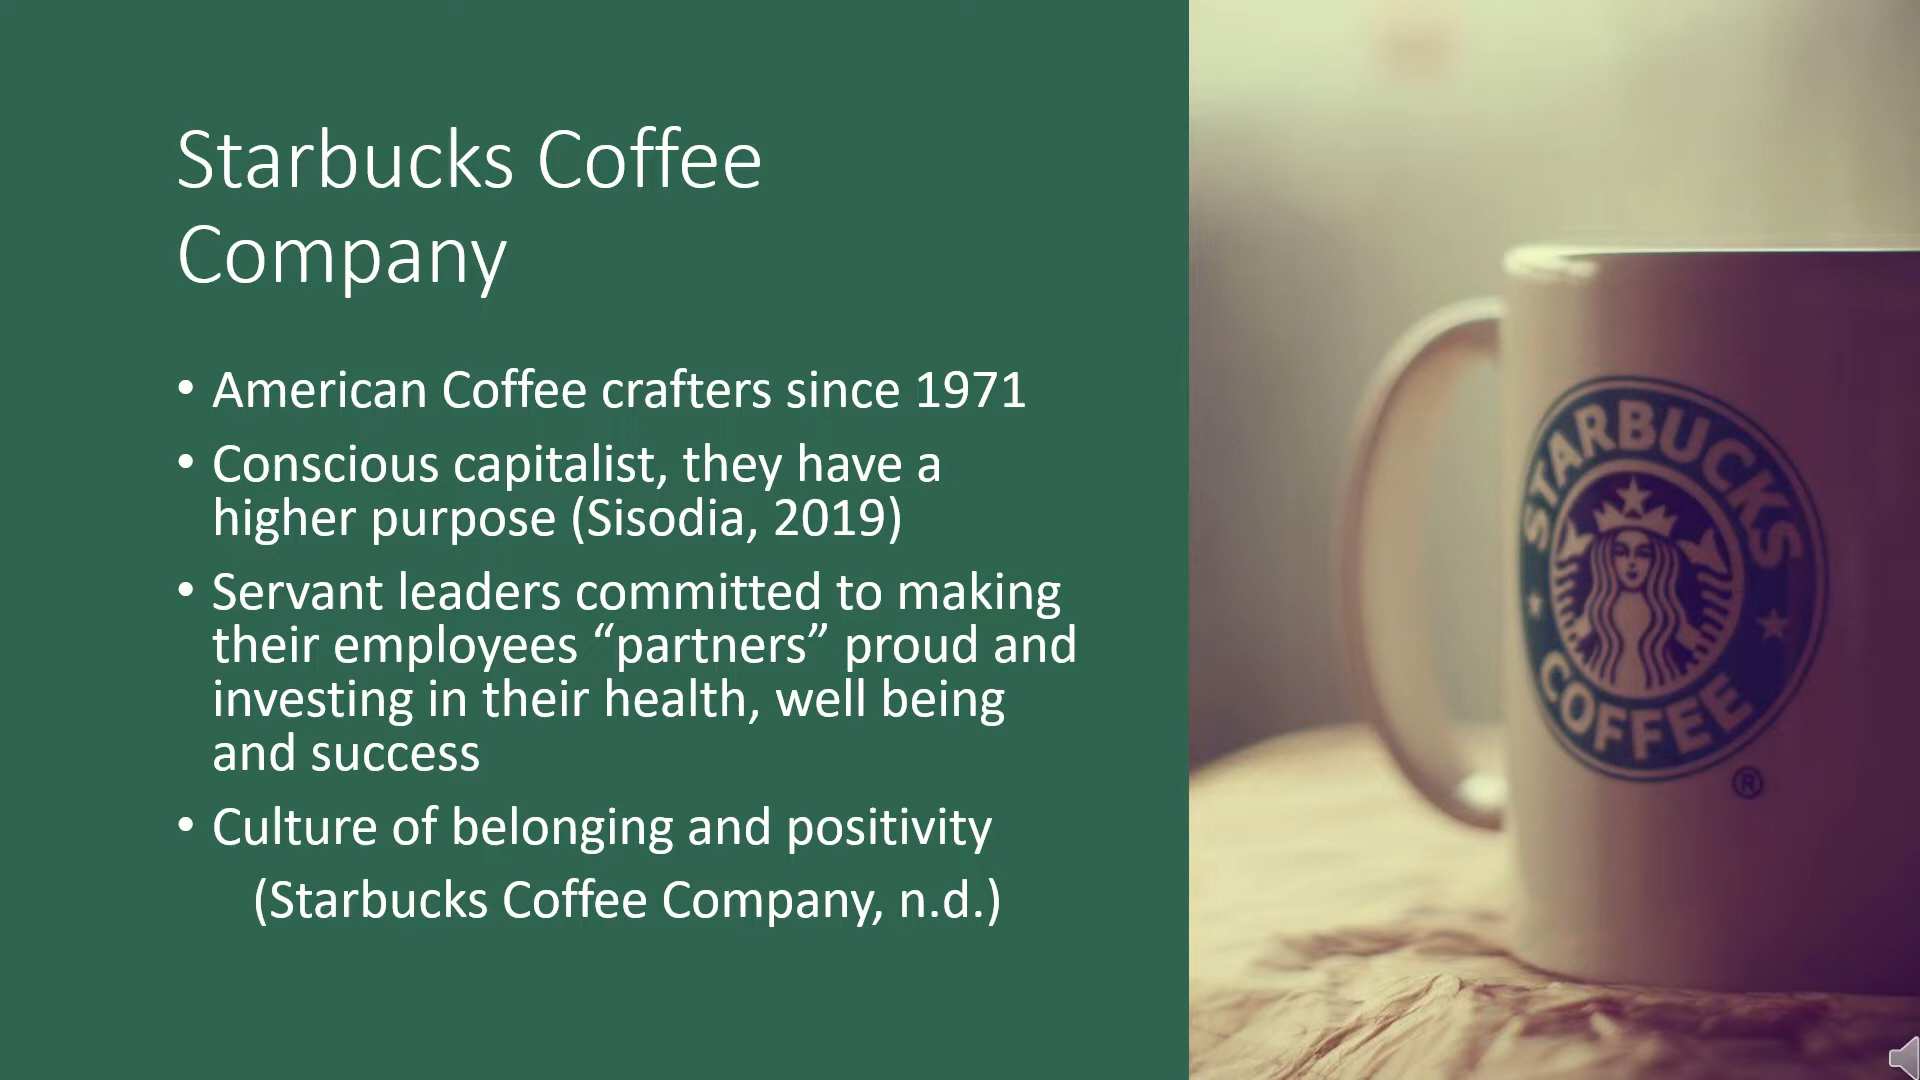 Starbucks Coffee
Company
• American Coffee crafters since 1971
• Conscious capitalist, they have a
higher purpose (Sisodia, 2019)
• Servant leaders committed to making
their employees “partners” proud and
investing in their health, well being
and success
• Culture of belonging and positivity
(Starbucks Coffee Company, n.d.)
STARBUCKS
COFFEE
®